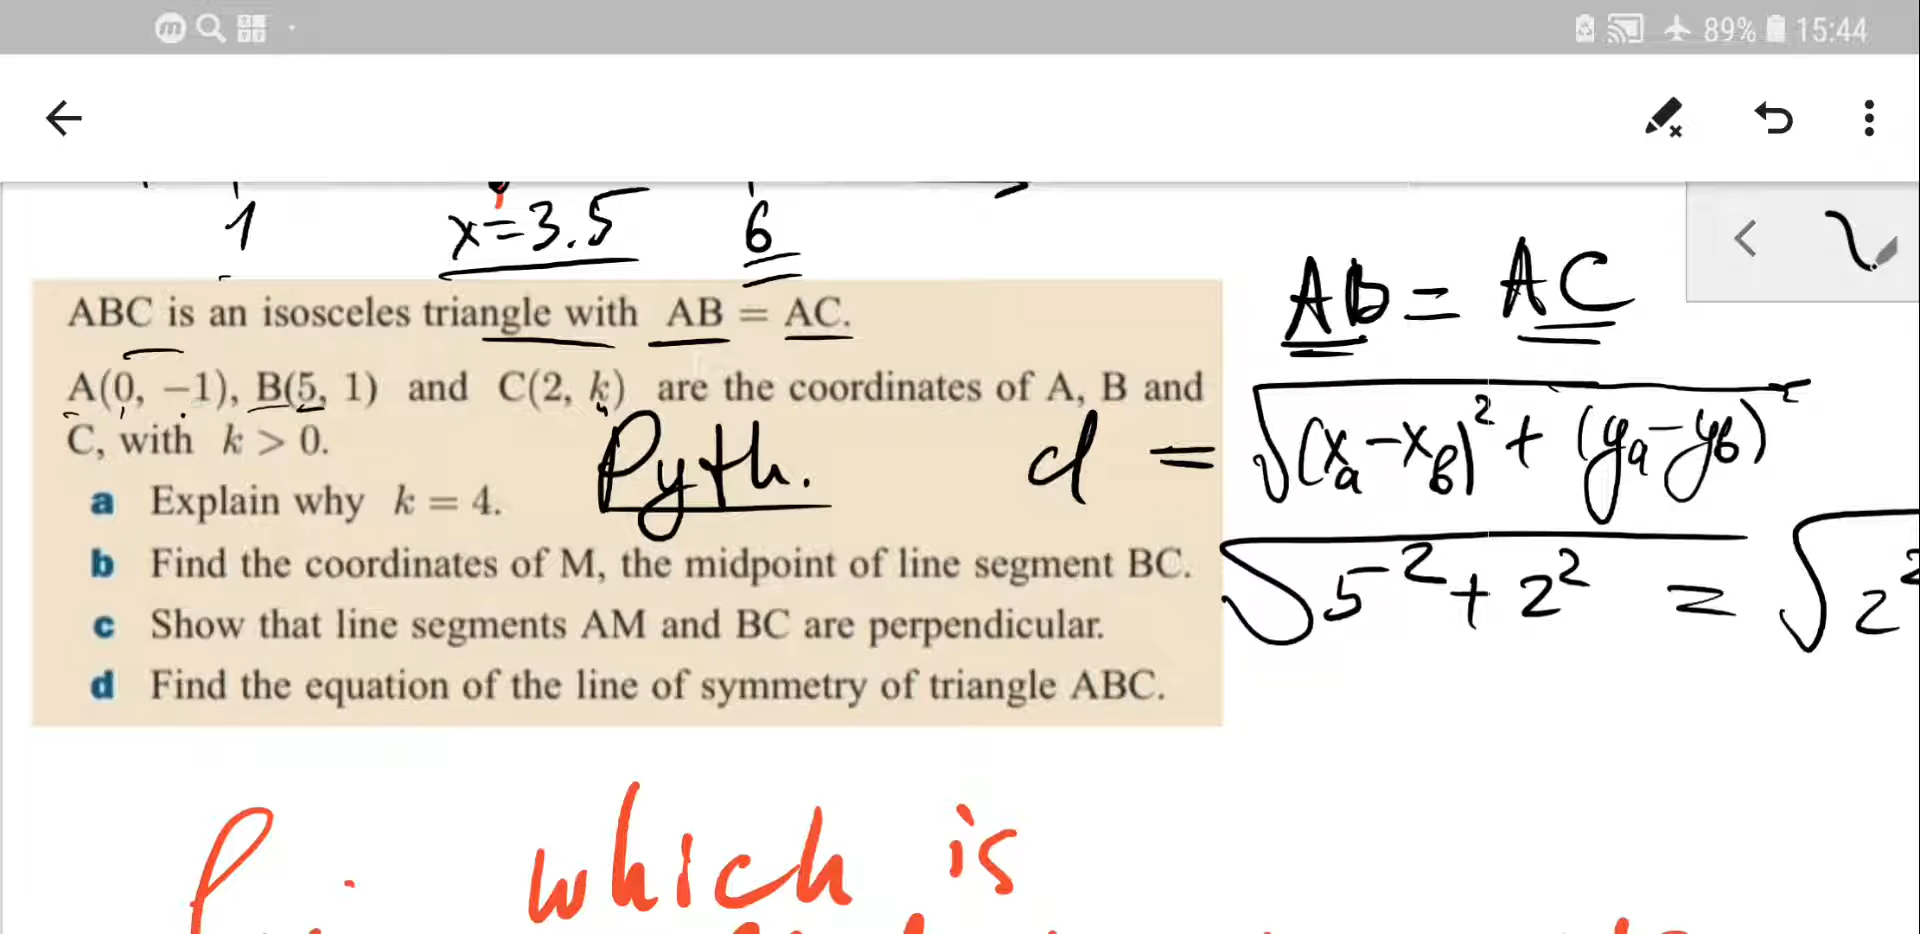 89% 15:44
1 x=3.5 6
AB = AC
ABC is an isosceles triangle with AB = AC.
A(0, −1), B(5, 1) and C(2, k) are the coordinates of A, B and
C, with k > 0.
Pyth. d = √(xa−xb)² + (ya−yb)²
a Explain why k = 4.
b Find the coordinates of M, the midpoint of line segment BC.
√5² + 2² = √2²
c Show that line segments AM and BC are perpendicular.
d Find the equation of the line of symmetry of triangle ABC.
which is